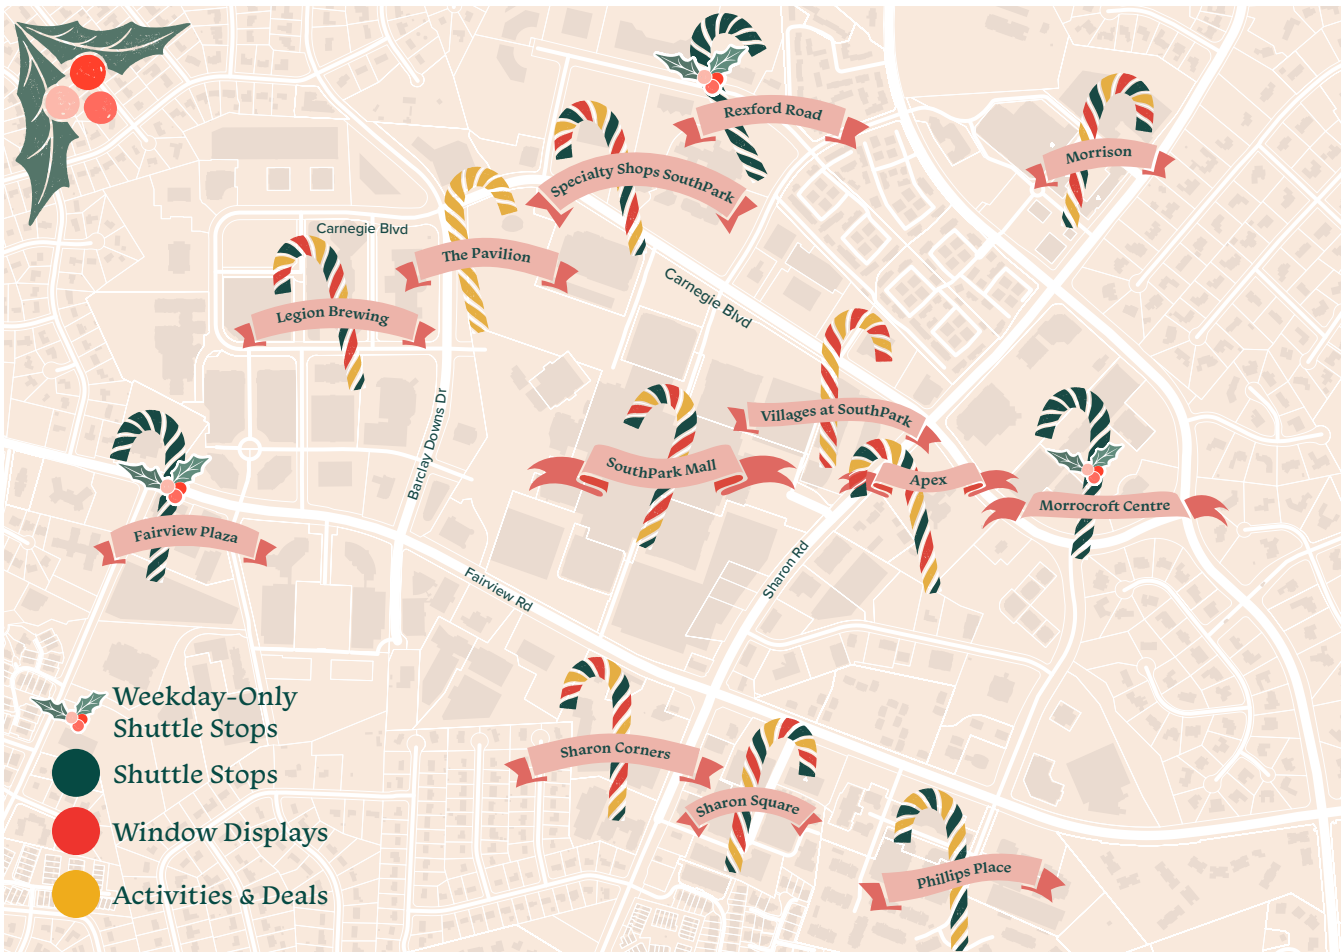 Rexford Road
Morrison
Specialty Shops SouthPark
Carnegie Blvd
The Pavilion
Legion Brewing
Carnegie Blvd
Villages at SouthPark
Barclay Downs Dr
SouthPark Mall
Apex
Morrocroft Centre
Fairview Plaza
Fairview Rd
Sharon Rd
Sharon Corners
Sharon Square
Phillips Place
Weekday-Only
Shuttle Stops
Shuttle Stops
Window Displays
Activities & Deals